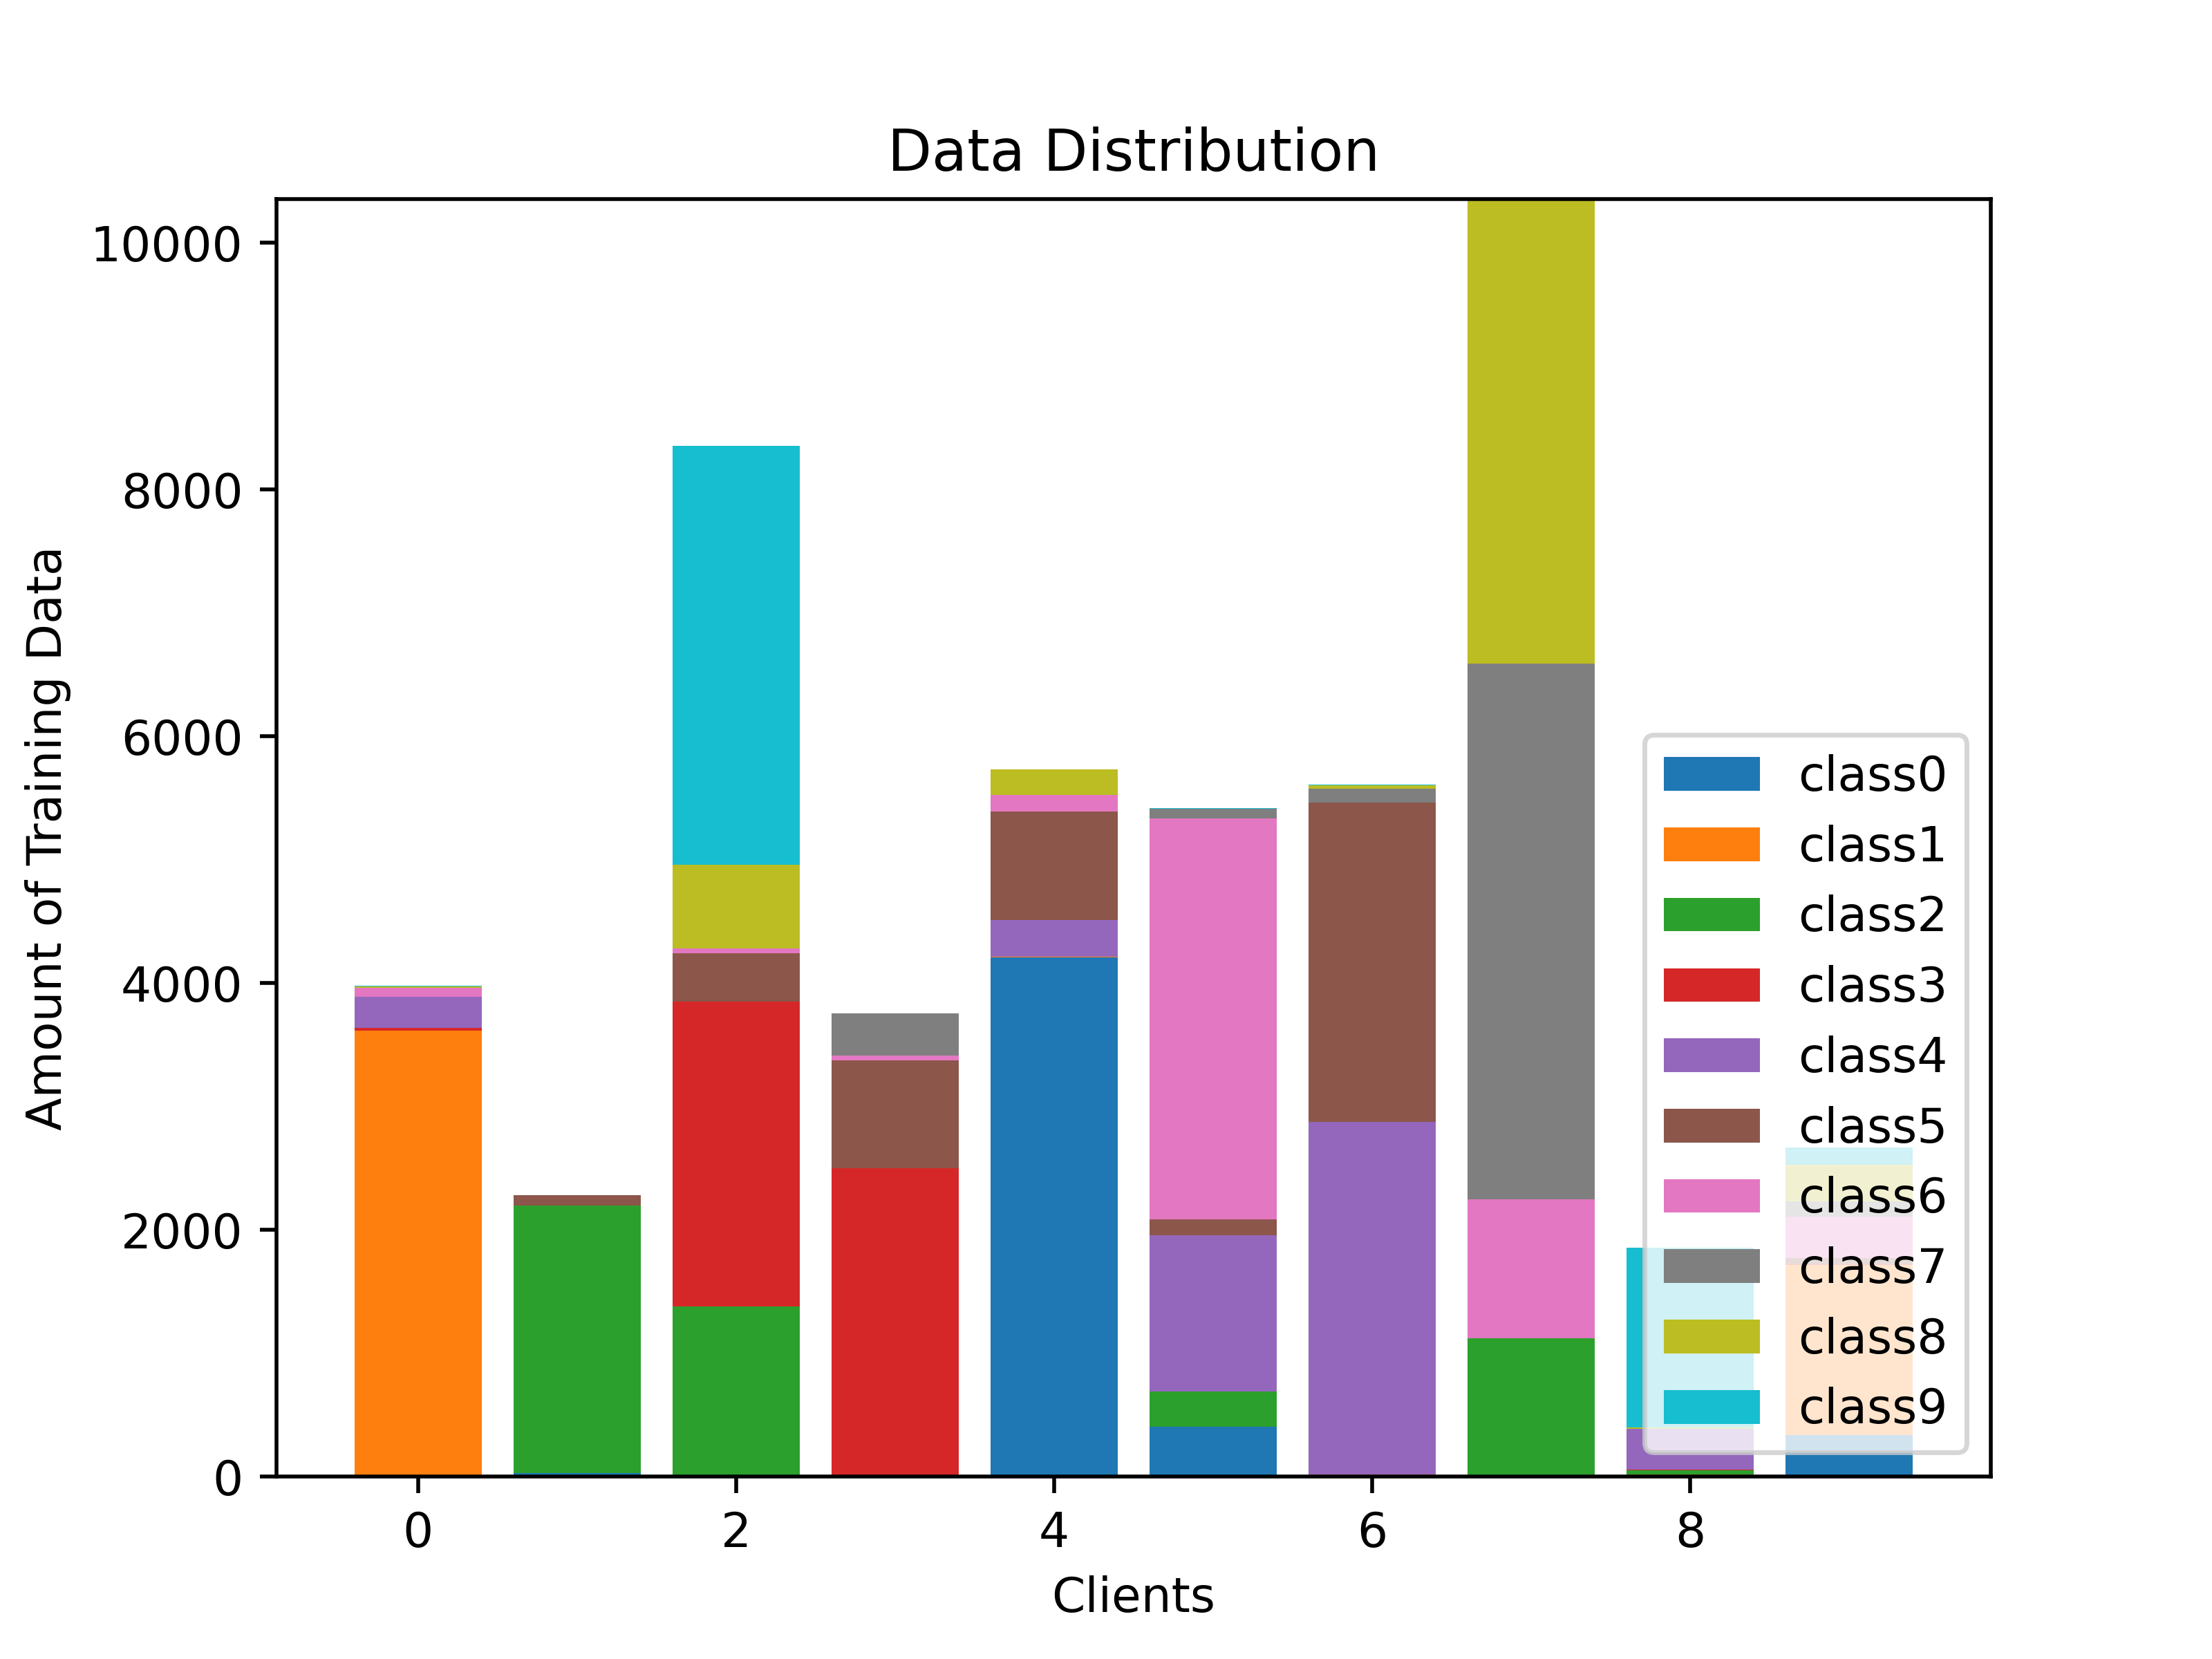 Data Distribution
Amount of Training Data
10000
8000
6000
4000
2000
0
class0
class1
class2
class3
class4
class5
class6
class7
class8
class9
0 2 4 6 8
Clients